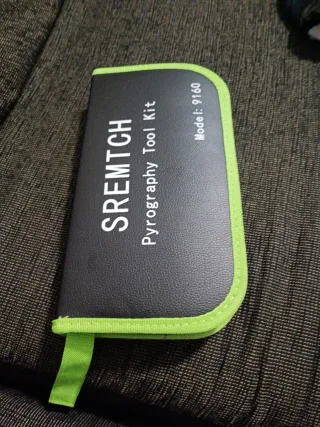 SREMTCH
Pyrography Tool Kit
Model: 9160